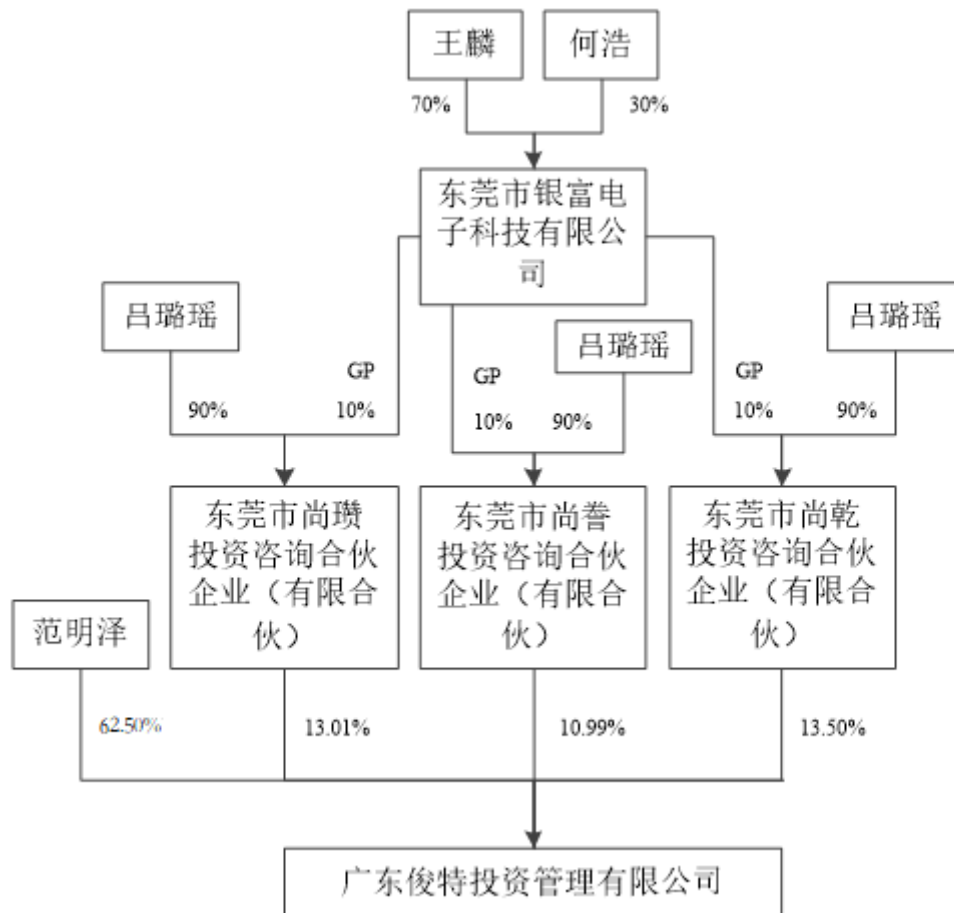 王麟
何浩
70%
30%
东莞市银富电
子科技有限公
司
吕璐瑶
吕璐瑶
吕璐瑶
GP
GP
GP
90%
10%
10%
90%
10%
90%
东莞市尚瓒
投资咨询合伙
企业（有限合
伙）
东莞市尚誊
投资咨询合伙
企业（有限合
伙）
东莞市尚乾
投资咨询合伙
企业（有限合
伙）
范明泽
62.50%
13.01%
10.99%
13.50%
广东俊特投资管理有限公司